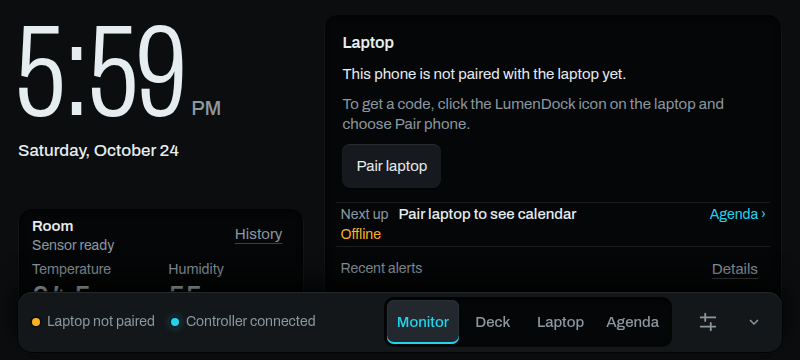 5:59 PM
Saturday, October 24
Room
Sensor ready
History
Temperature
Humidity
Laptop
This phone is not paired with the laptop yet.
To get a code, click the LumenDock icon on the laptop and
choose Pair phone.
Pair laptop
Next up Pair laptop to see calendar
Agenda ›
Offline
Recent alerts
Details
Laptop not paired
Controller connected
Monitor
Deck
Laptop
Agenda